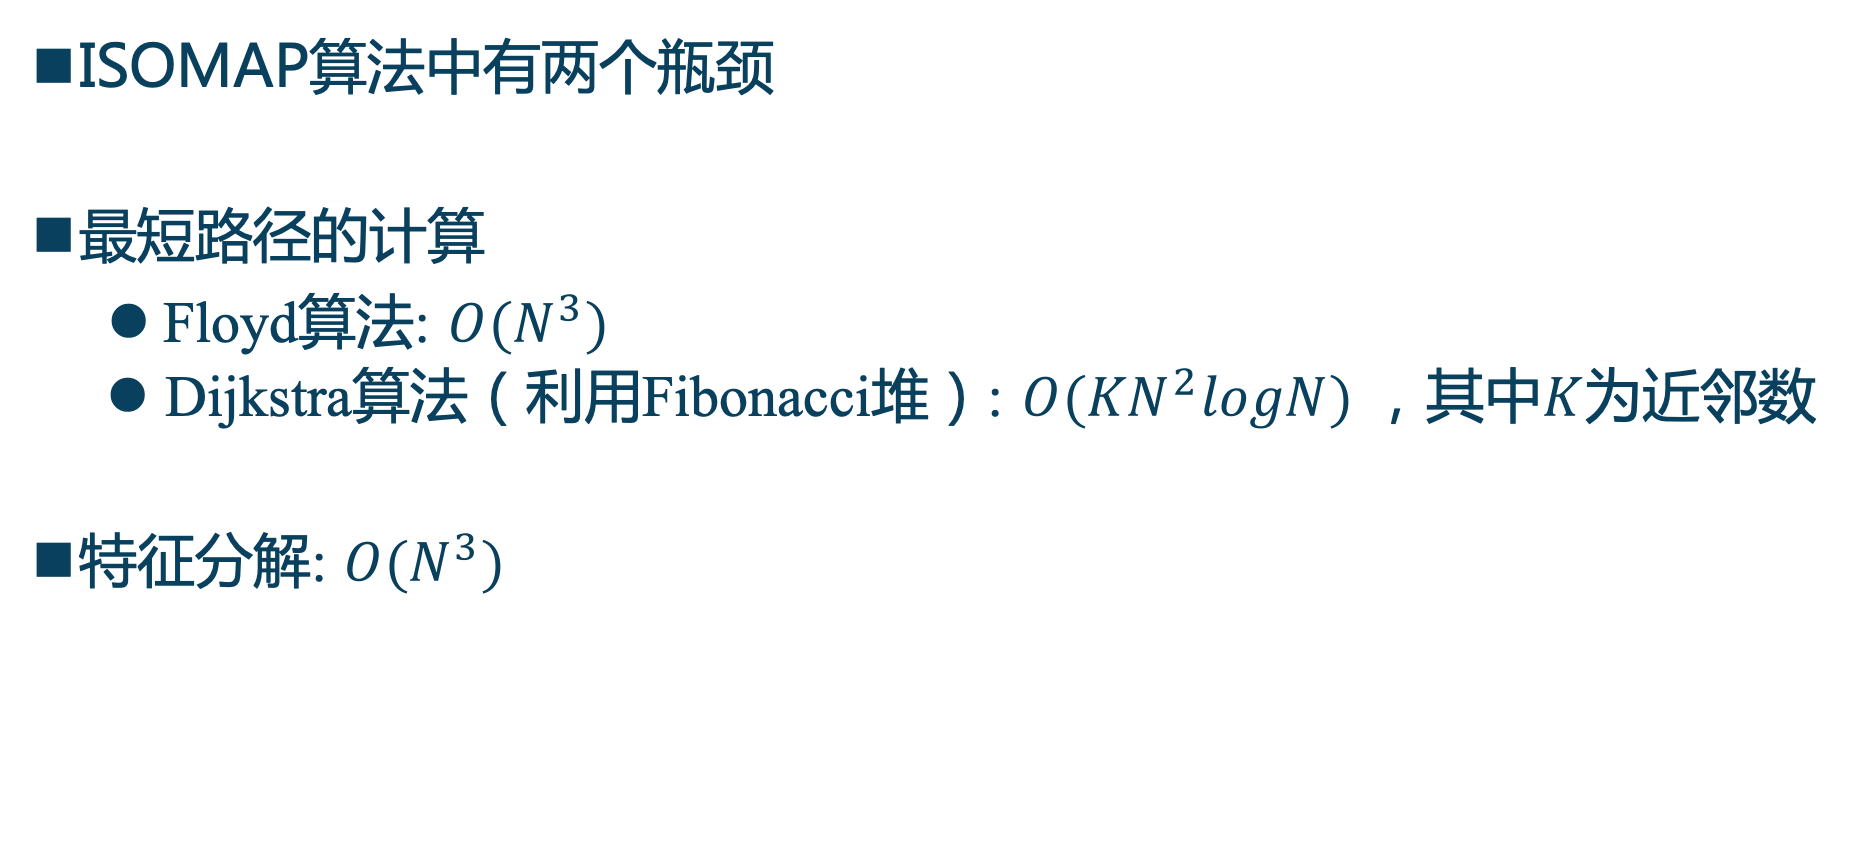 ■ISOMAP算法中有两个瓶颈
■最短路径的计算
● Floyd算法: O(N³)
● Dijkstra算法（利用Fibonacci堆）: O(KN²logN) ，其中K为近邻数
■特征分解: O(N³)